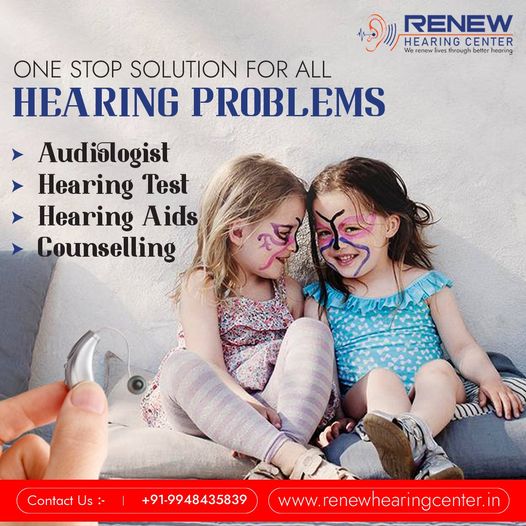 RENEW
HEARING CENTER
We renew lives through better hearing
ONE STOP SOLUTION FOR ALL
HEARING PROBLEMS
Audiologist
Hearing Test
Hearing Aids
Counselling
Contact Us :- | +91-9948435839
www.renewhearingcenter.in